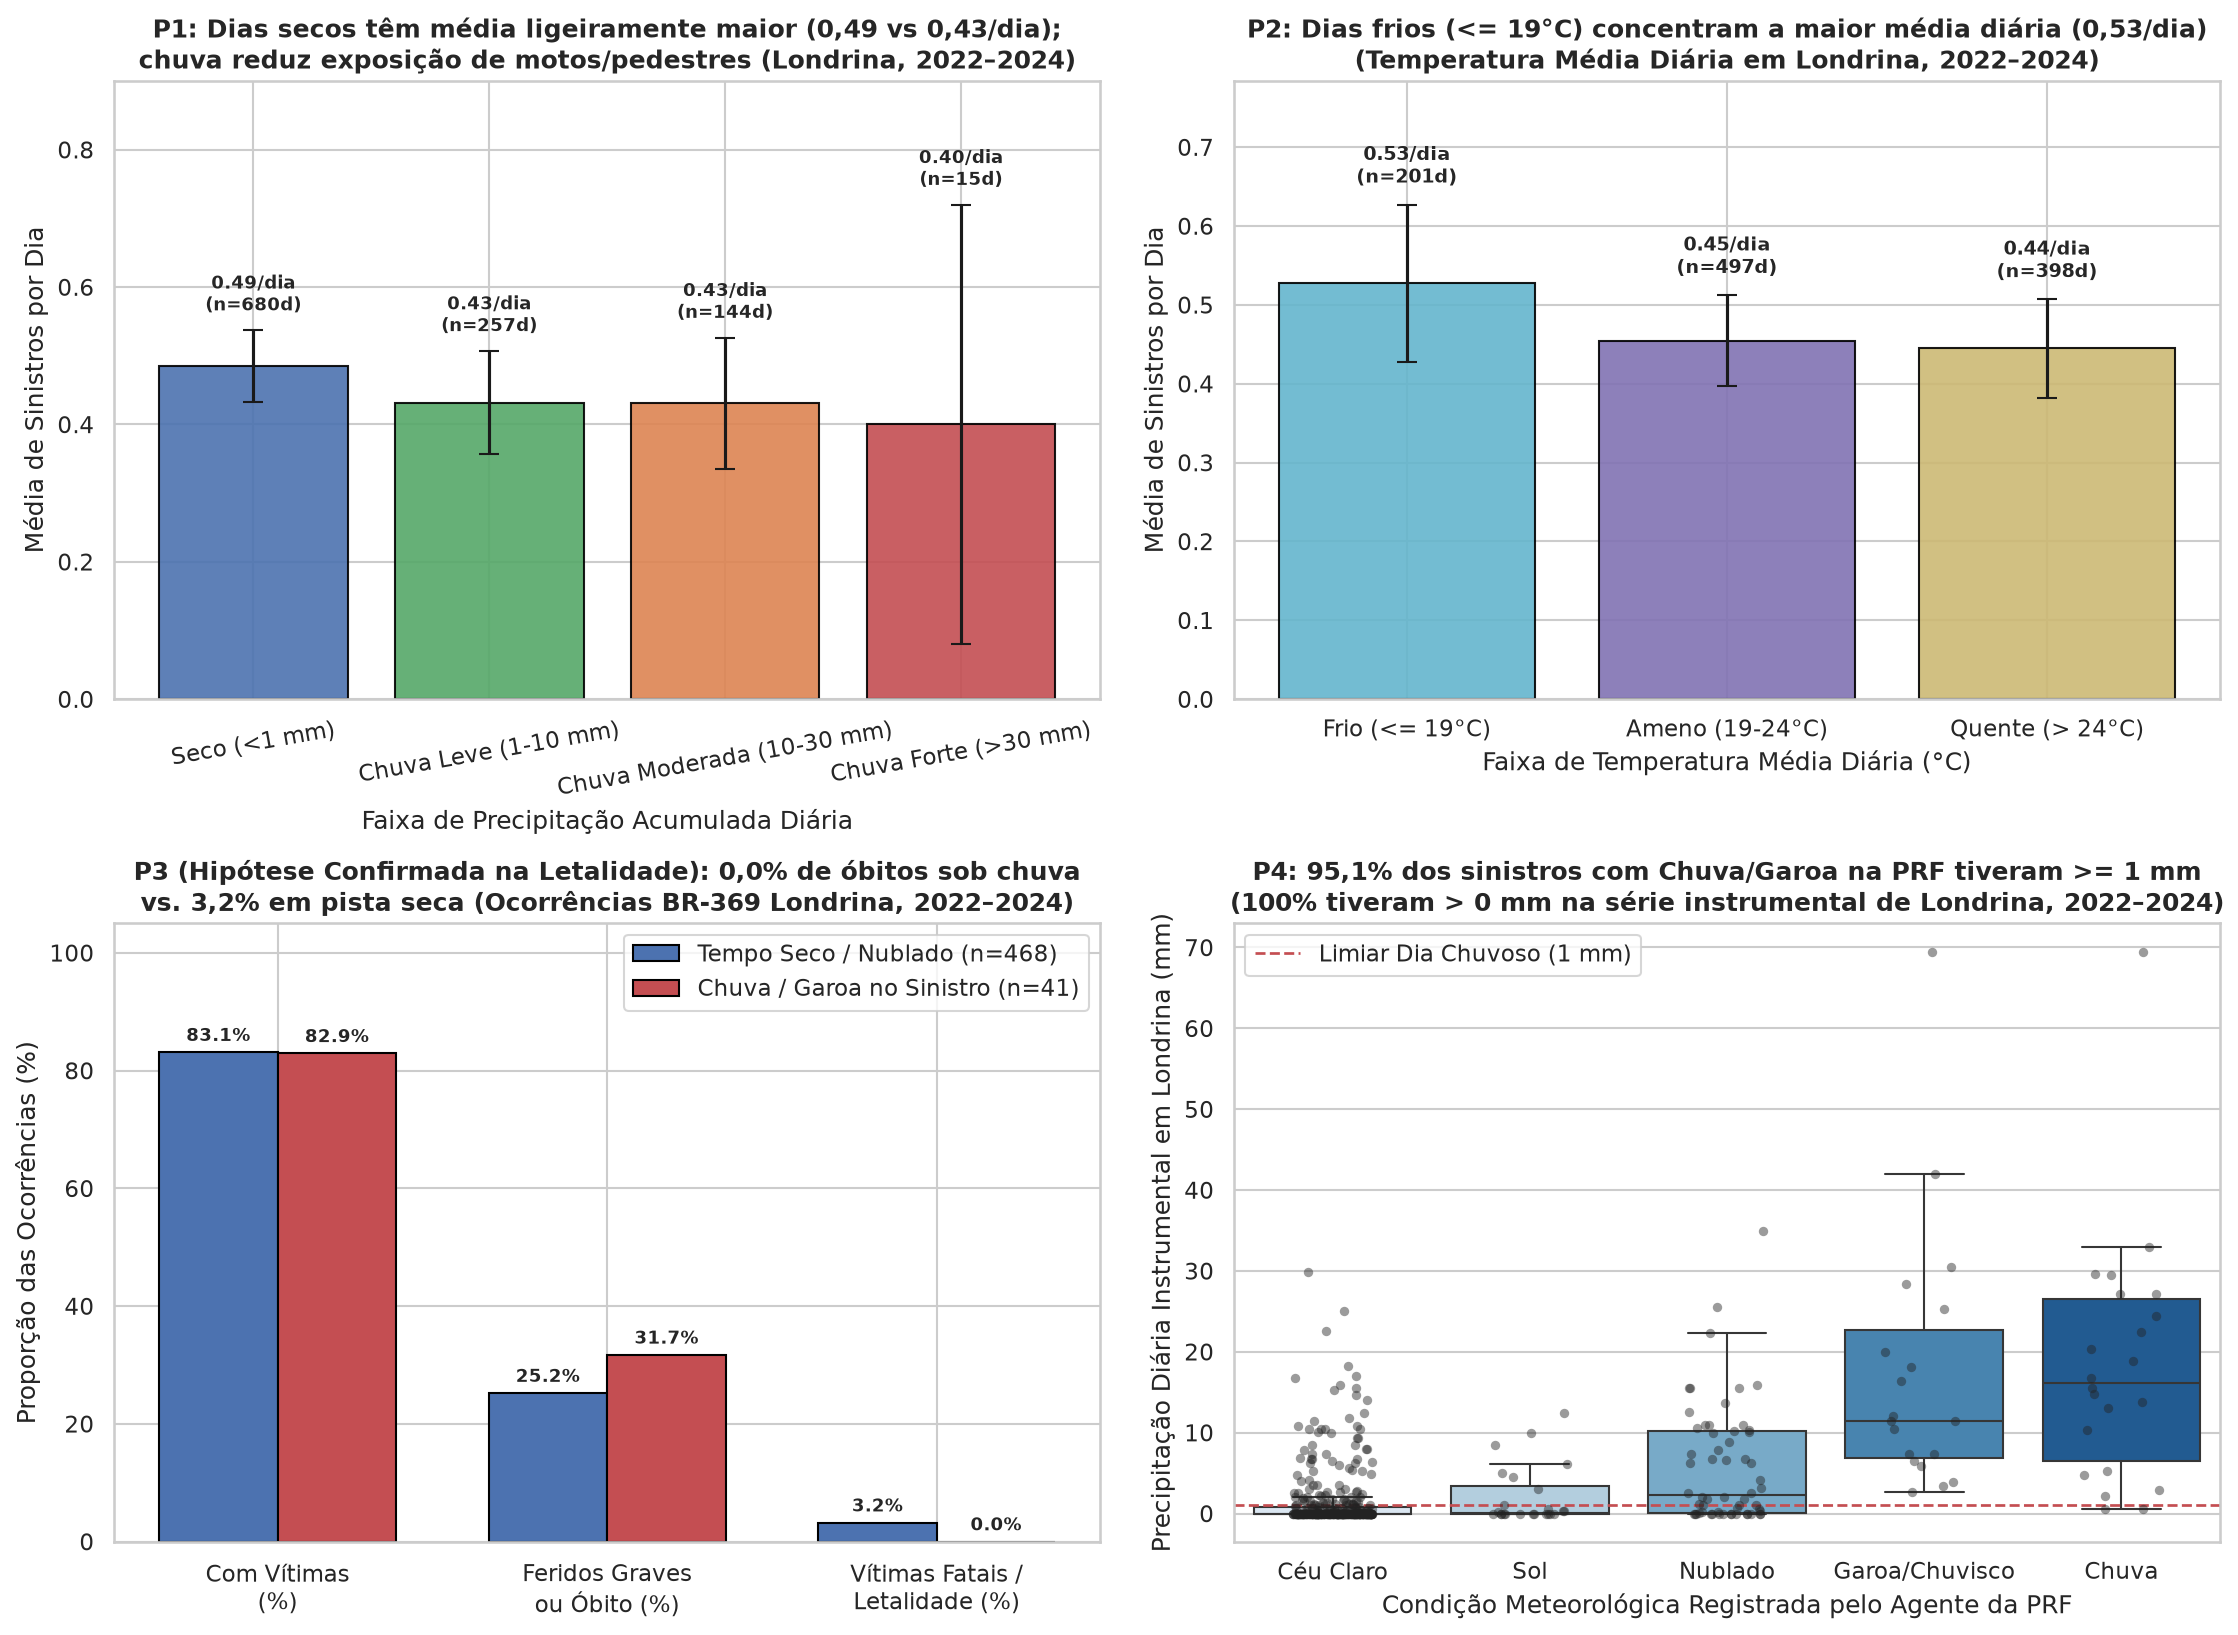 P1: Dias secos têm média ligeiramente maior (0,49 vs 0,43/dia);
chuva reduz exposição de motos/pedestres (Londrina, 2022–2024)
Média de Sinistros por Dia
0.8
0.6
0.4
0.2
0.0
0.49/dia
(n=680d)
0.43/dia
(n=257d)
0.43/dia
(n=144d)
0.40/dia
(n=15d)
Seco (<1 mm)
Chuva Leve (1-10 mm)
Chuva Moderada (10-30 mm)
Chuva Forte (>30 mm)
Faixa de Precipitação Acumulada Diária
P2: Dias frios (<= 19°C) concentram a maior média diária (0,53/dia)
(Temperatura Média Diária em Londrina, 2022–2024)
Média de Sinistros por Dia
0.7
0.6
0.5
0.4
0.3
0.2
0.1
0.0
0.53/dia
(n=201d)
0.45/dia
(n=497d)
0.44/dia
(n=398d)
Frio (<= 19°C)
Ameno (19-24°C)
Quente (> 24°C)
Faixa de Temperatura Média Diária (°C)
P3 (Hipótese Confirmada na Letalidade): 0,0% de óbitos sob chuva
vs. 3,2% em pista seca (Ocorrências BR-369 Londrina, 2022–2024)
Proporção das Ocorrências (%)
100
80
60
40
20
0
Tempo Seco / Nublado (n=468)
Chuva / Garoa no Sinistro (n=41)
83.1%
82.9%
25.2%
31.7%
3.2%
0.0%
Com Vítimas
(%)
Feridos Graves
ou Óbito (%)
Vítimas Fatais /
Letalidade (%)
P4: 95,1% dos sinistros com Chuva/Garoa na PRF tiveram >= 1 mm
(100% tiveram > 0 mm na série instrumental de Londrina, 2022–2024)
Precipitação Diária Instrumental em Londrina (mm)
70
60
50
40
30
20
10
0
Limiar Dia Chuvoso (1 mm)
Céu Claro
Sol
Nublado
Garoa/Chuvisco
Chuva
Condição Meteorológica Registrada pelo Agente da PRF